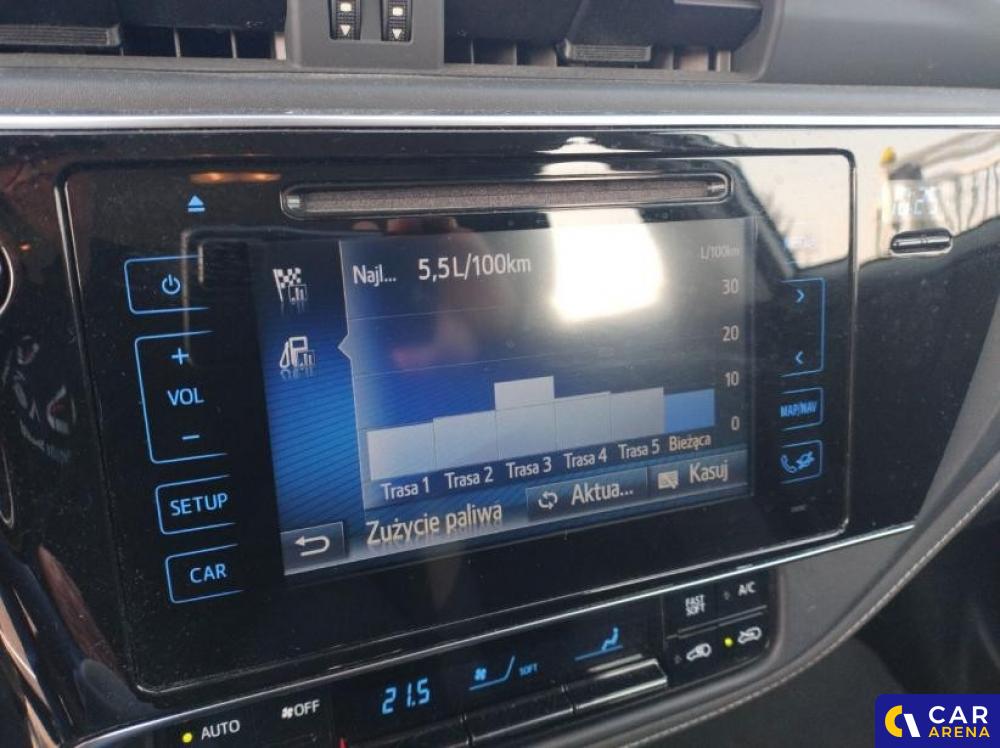 Najl... 5,5L/100km
L/100km
30
20
10
0
Trasa 1 Trasa 2 Trasa 3 Trasa 4 Trasa 5 Bieżąca
Zużycie paliwa Aktua... Kasuj
+
VOL
-
SETUP
CAR
>
<
MAP/NAV
FAST
SOFT
A/C
21.5
SOFT
AUTO
OFF
CAR
ARENA